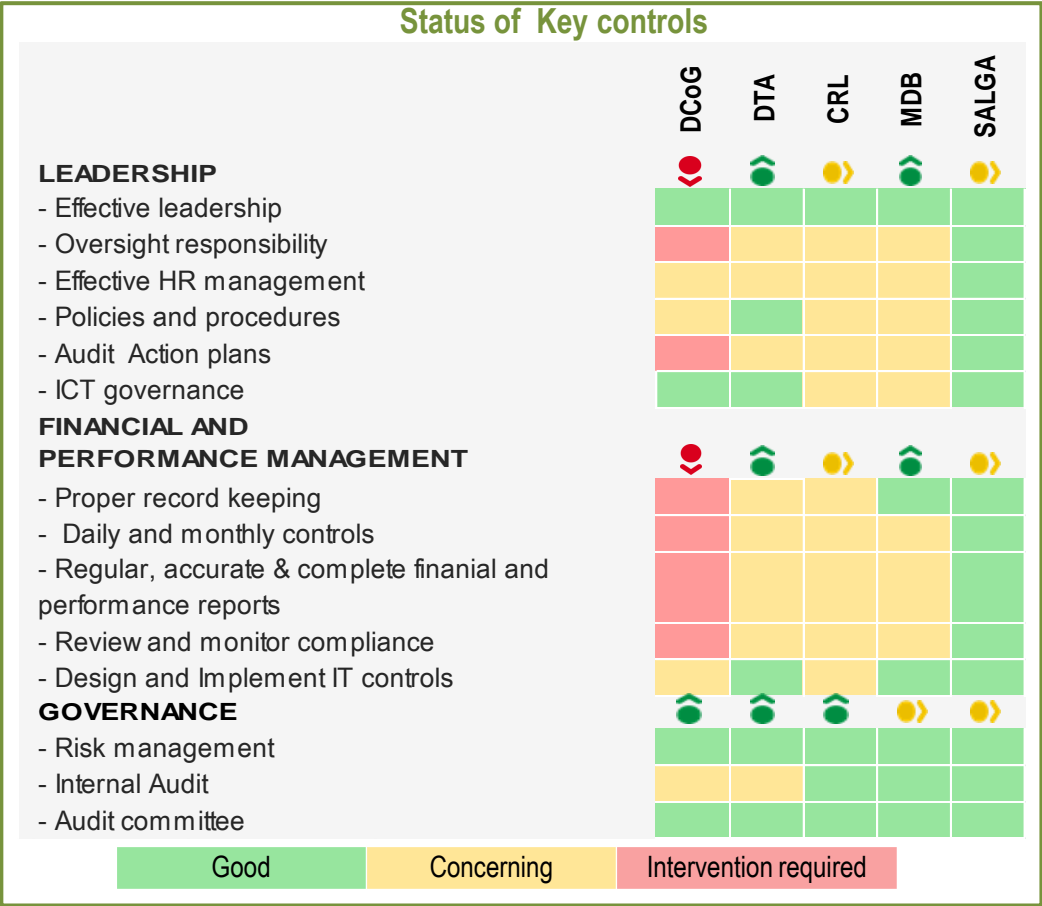 Status of Key controls
DCoG DTA CRL MDB SALGA
LEADERSHIP
- Effective leadership
- Oversight responsibility
- Effective HR management
- Policies and procedures
- Audit Action plans
- ICT governance
FINANCIAL AND
PERFORMANCE MANAGEMENT
- Proper record keeping
- Daily and monthly controls
- Regular, accurate & complete finanial and
performance reports
- Review and monitor compliance
- Design and Implement IT controls
GOVERNANCE
- Risk management
- Internal Audit
- Audit committee
Good Concerning Intervention required